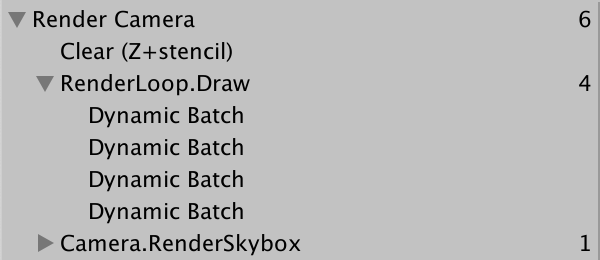 Render Camera 6
Clear (Z+stencil)
RenderLoop.Draw 4
Dynamic Batch
Dynamic Batch
Dynamic Batch
Dynamic Batch
Camera.RenderSkybox 1